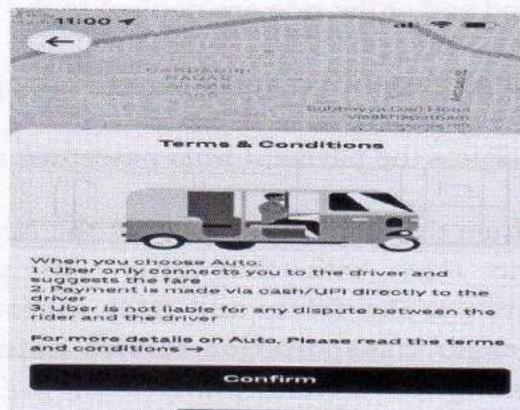 11:00
NAGAR
Visakhapatnam
Terms & Conditions
When you choose Auto:
1. Uber only connects you to the driver and
suggests the fare
2. Payment is made via cash/UPI directly to the
driver
3. Uber is not liable for any dispute between the
rider and the driver
For more details on Auto, Please read the terms
and conditions →
Confirm